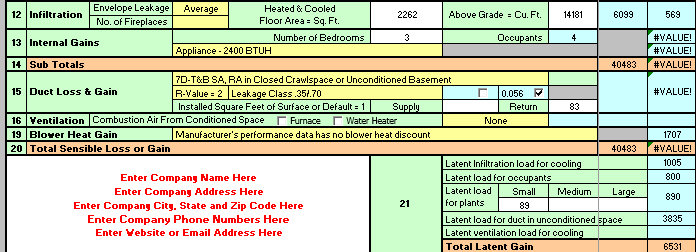 12 Infiltration Envelope Leakage Average Heated & Cooled Floor Area = Sq. Ft. 2262 Above Grade = Cu. Ft. 14181 6099 569
No. of Fireplaces
13 Internal Gains Number of Bedrooms 3 Occupants 4 #VALUE!
Appliance - 2400 BTUH #VALUE!
14 Sub Totals 40483 #VALUE!
15 Duct Loss & Gain 7D-T&B SA, RA in Closed Crawlspace or Unconditioned Basement #VALUE!
R-Value = 2 Leakage Class .35/.70 0.056
Installed Square Feet of Surface or Default = 1 Supply Return 83
16 Ventilation Combustion Air From Conditioned Space Furnace Water Heater None
19 Blower Heat Gain Manufacturer's performance data has no blower heat discount 1707
20 Total Sensible Loss or Gain 40483 #VALUE!
Enter Company Name Here
Enter Company Address Here
Enter Company City, State and Zip Code Here
Enter Company Phone Numbers Here
Enter Website or Email Address Here
21
Latent Infiltration load for cooling 1005
Latent load for occupants 800
Latent load for plants Small Medium Large 890
89
Latent load for duct in unconditioned space 3835
Latent ventilation load for cooling
Total Latent Gain 6531